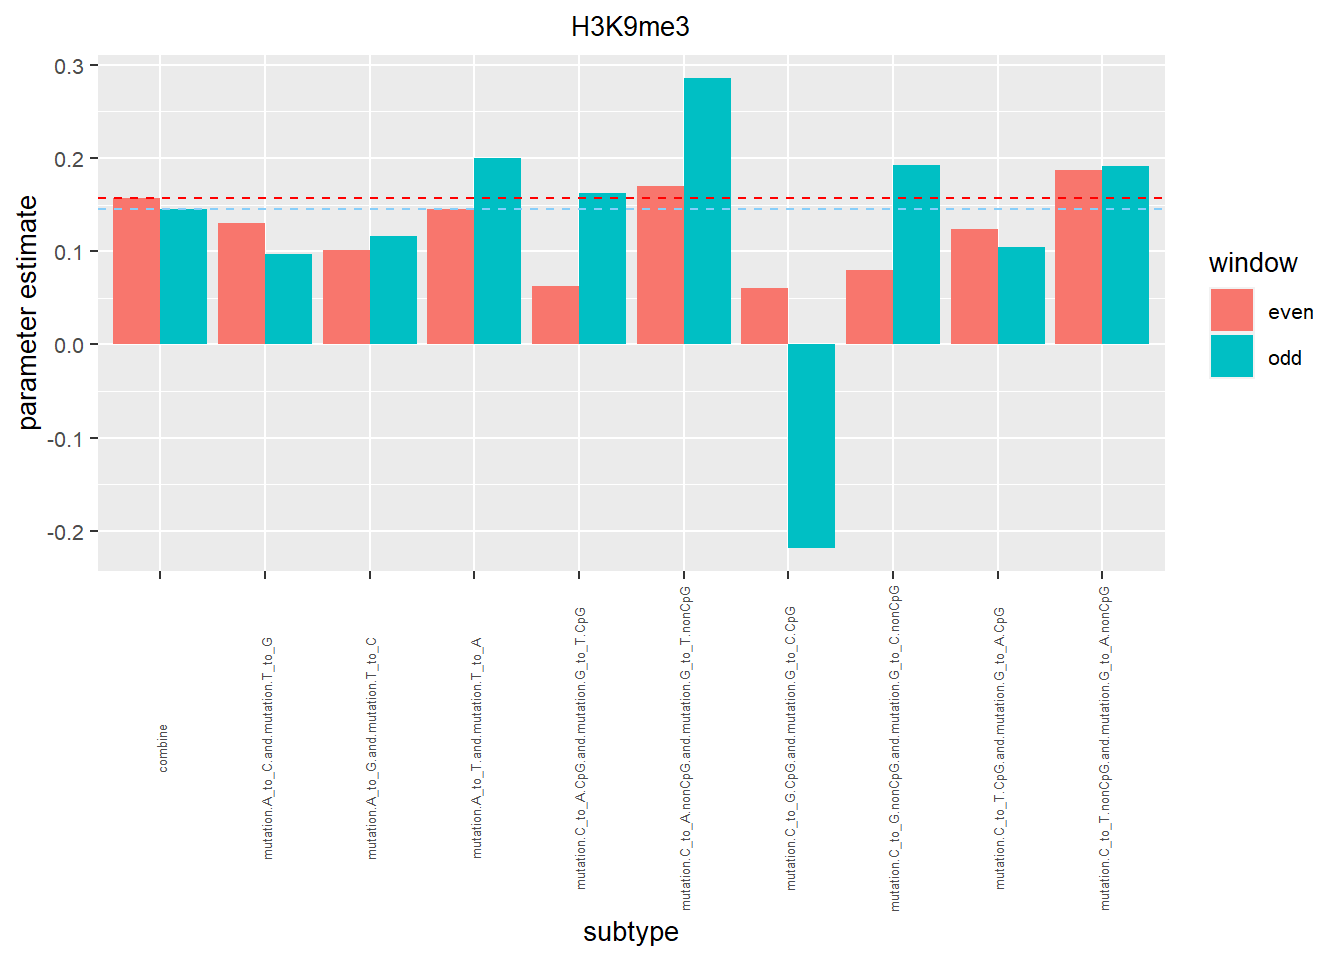 H3K9me3
parameter estimate
0.3
0.2
0.1
0.0
-0.1
-0.2
combine
mutation.A_to_C.and.mutation.T_to_G
mutation.A_to_G.and.mutation.T_to_C
mutation.A_to_T.and.mutation.T_to_A
mutation.C_to_A.CpG.and.mutation.G_to_T.CpG
mutation.C_to_A.nonCpG.and.mutation.G_to_T.nonCpG
mutation.C_to_G.CpG.and.mutation.G_to_C.CpG
mutation.C_to_G.nonCpG.and.mutation.G_to_C.nonCpG
mutation.C_to_T.CpG.and.mutation.G_to_A.CpG
mutation.C_to_T.nonCpG.and.mutation.G_to_A.nonCpG
subtype
window
even
odd